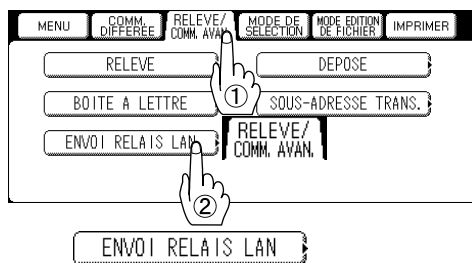 MENU
COMM.
DIFFEREE
RELEVE/
COMM. AVAN.
MODE DE
SELECTION
MODE EDITION
DE FICHIER
IMPRIMER
RELEVE
DEPOSE
BOITE A LETTRE
1
SOUS-ADRESSE TRANS.
ENVOI RELAIS LAN
RELEVE/
COMM. AVAN.
2
ENVOI RELAIS LAN